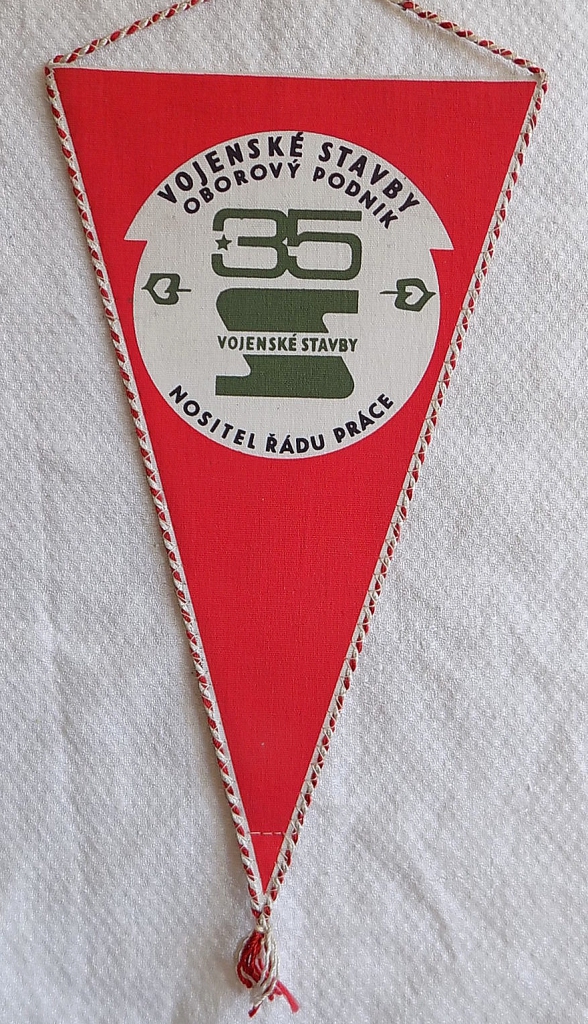 VOJENSKÉ STAVBY
OBOROVÝ PODNIK
35
VOJENSKÉ STAVBY
NOSITEL ŘÁDU PRÁCE